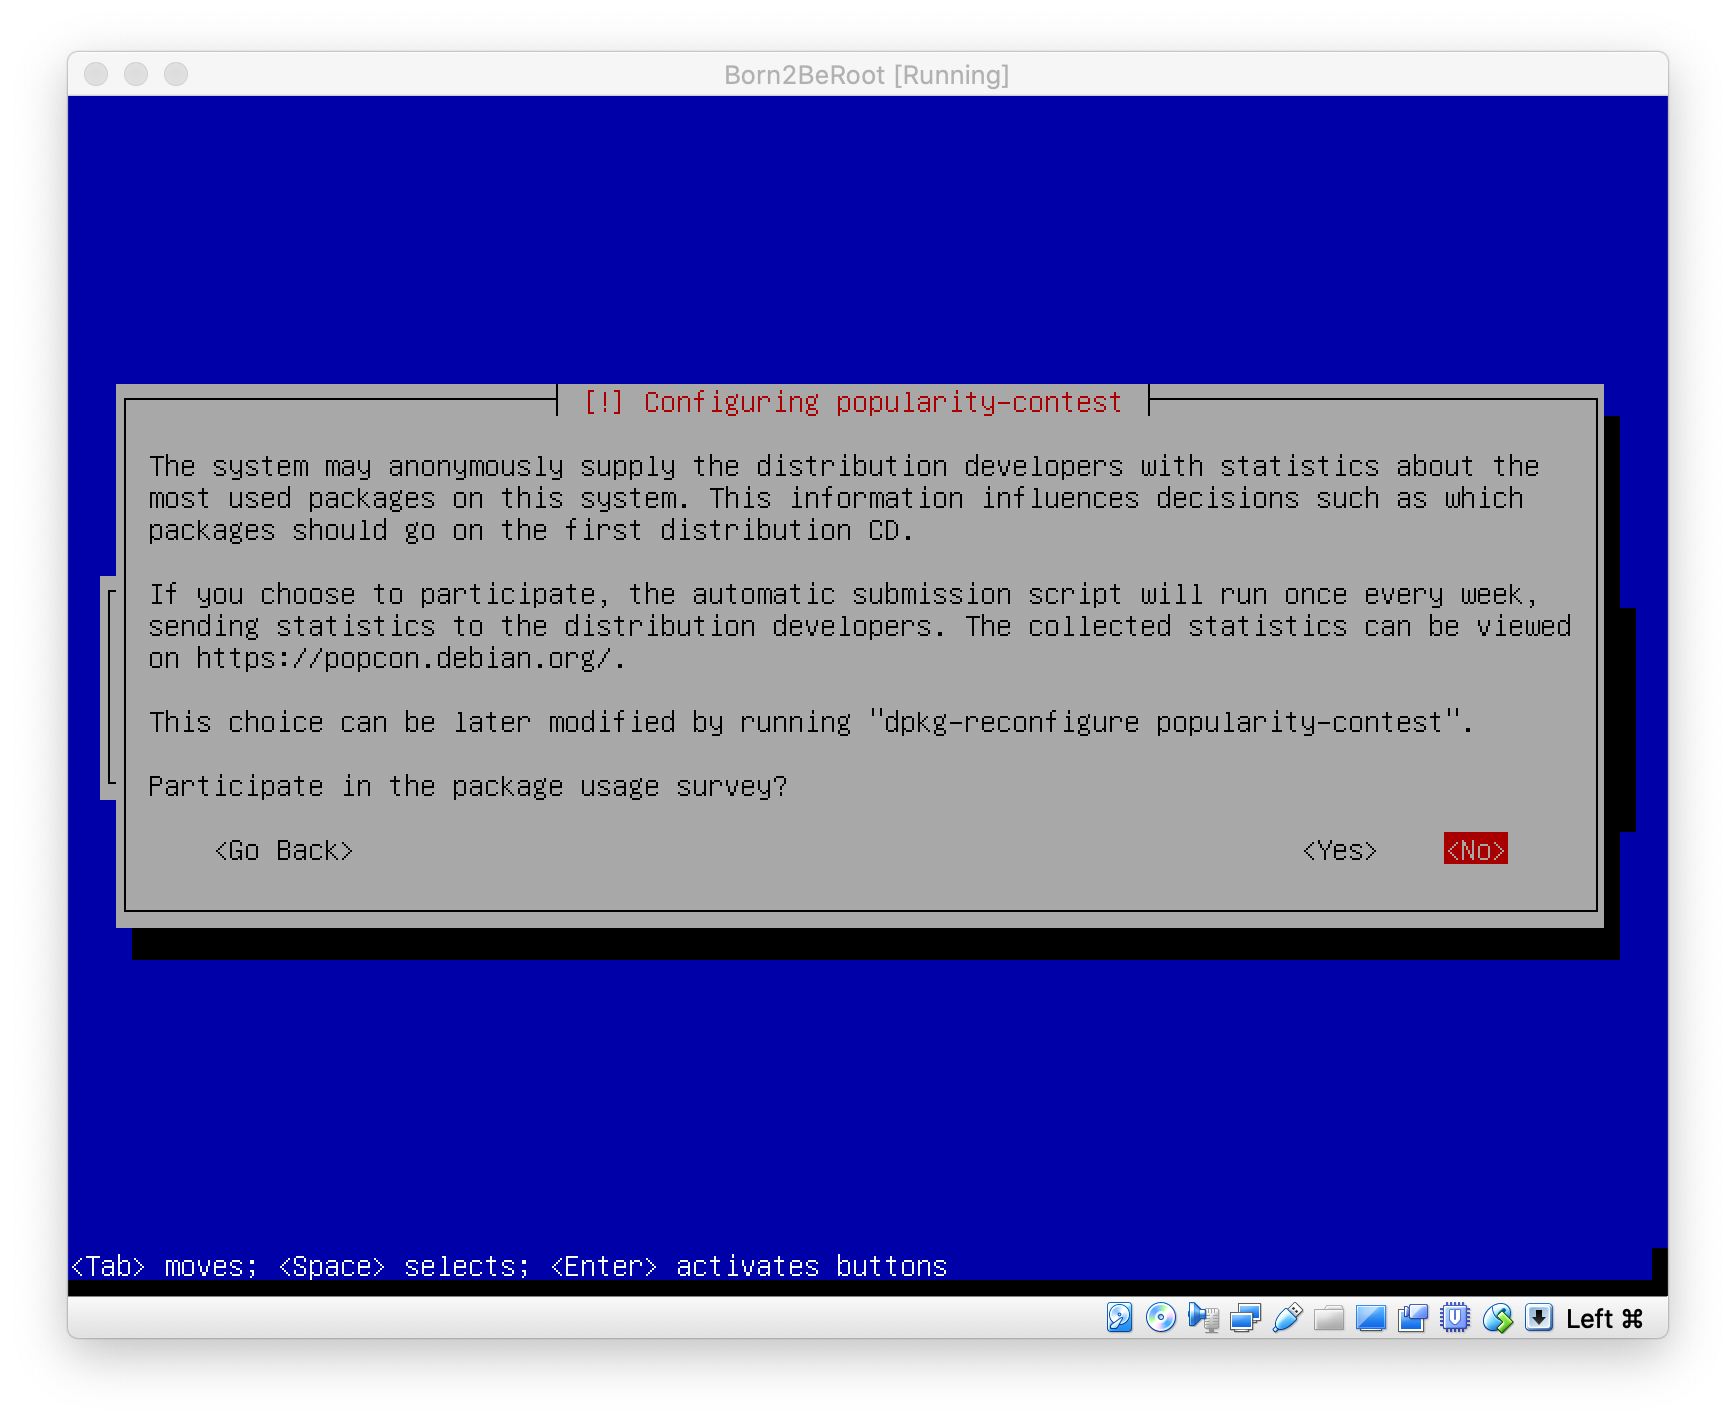 Born2BeRoot [Running]
[!] Configuring popularity-contest
The system may anonymously supply the distribution developers with statistics about the
most used packages on this system. This information influences decisions such as which
packages should go on the first distribution CD.
If you choose to participate, the automatic submission script will run once every week,
sending statistics to the distribution developers. The collected statistics can be viewed
on https://popcon.debian.org/.
This choice can be later modified by running "dpkg-reconfigure popularity-contest".
Participate in the package usage survey?
<Go Back> <Yes> <No>
<Tab> moves; <Space> selects; <Enter> activates buttons
Left ⌘